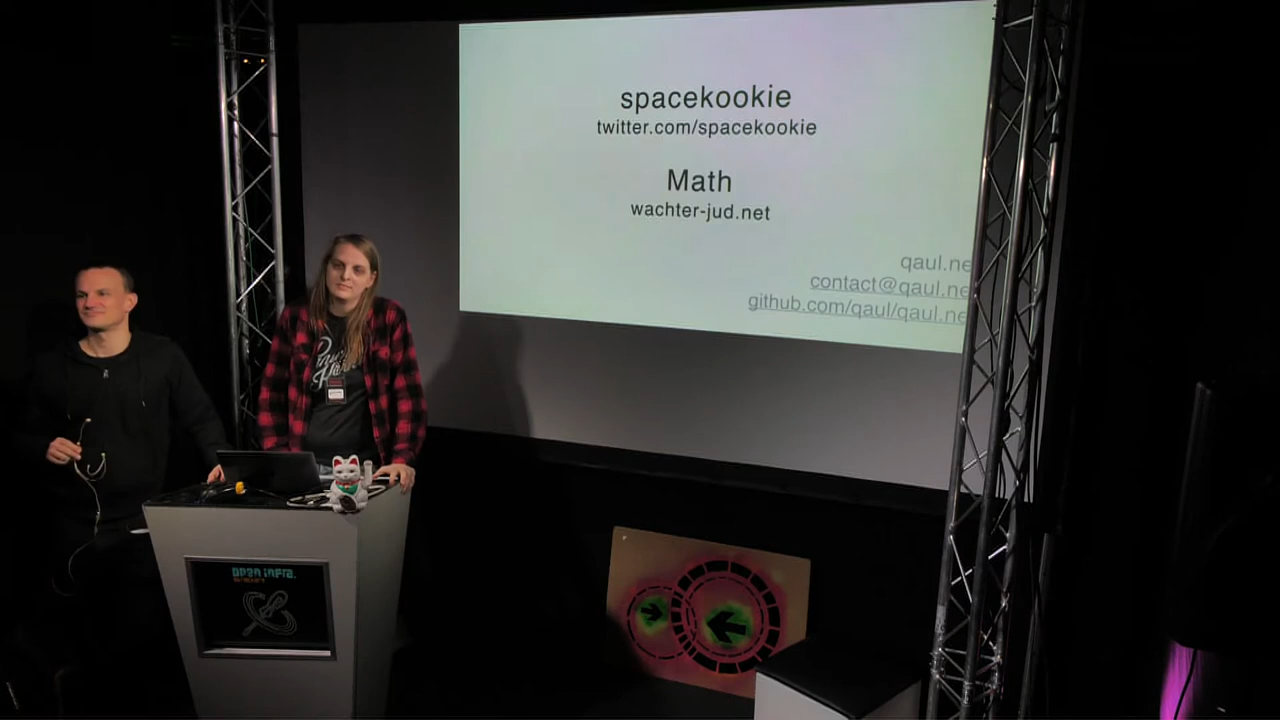 spacekookie
twitter.com/spacekookie
Math
wachter-jud.net
qaul.ne
contact@qaul.ne
github.com/qaul/qaul.ne
open infra.